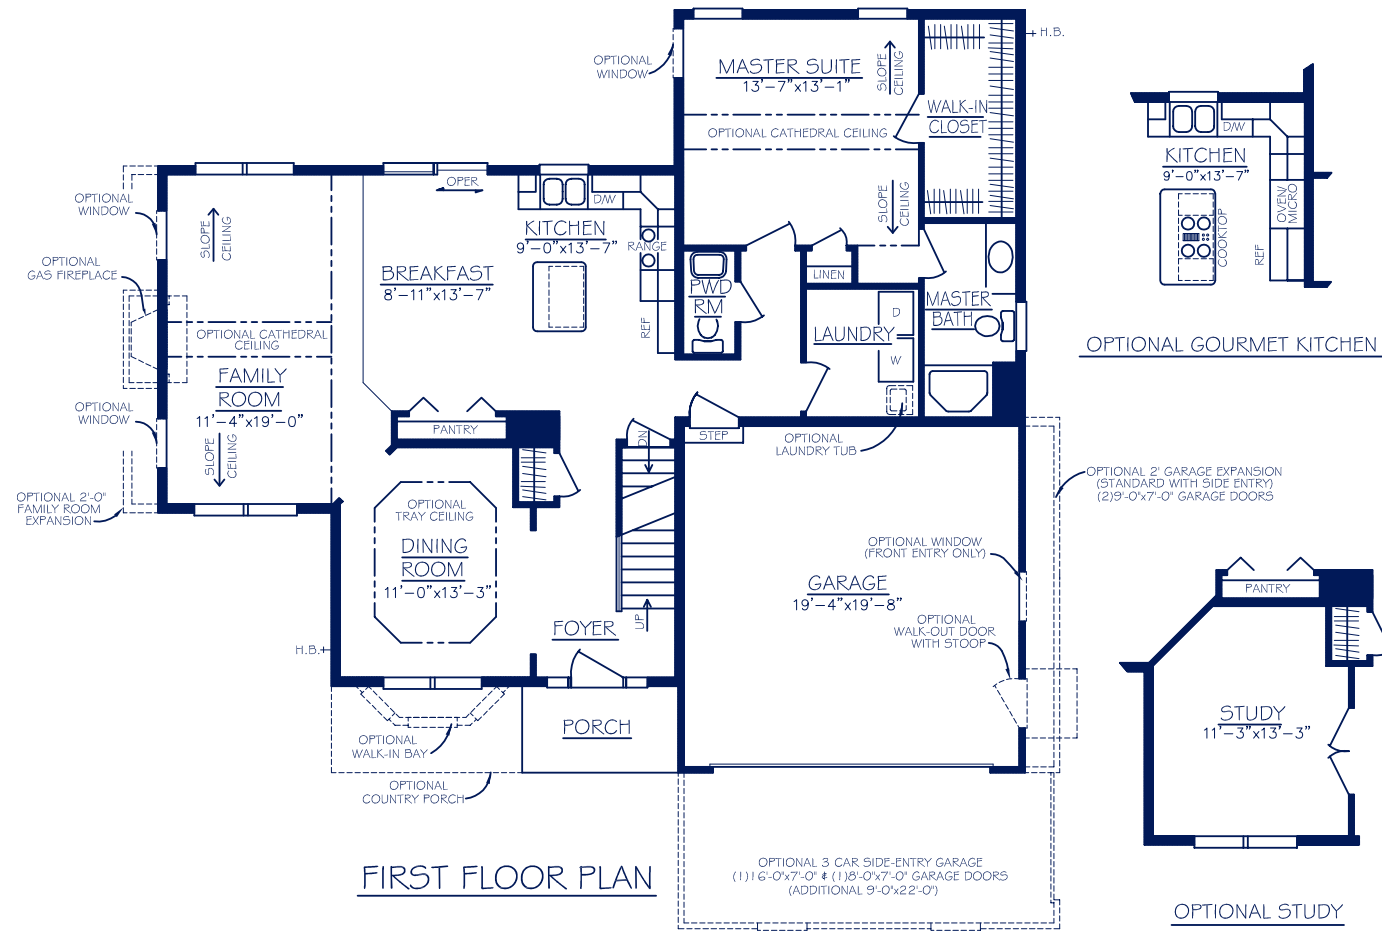 H.B.
OPTIONAL
WINDOW
MASTER SUITE
13'-7"x13'-1"
SLOPE
CEILING
WALK-IN
CLOSET
OPTIONAL CATHEDRAL CEILING
SLOPE
CEILING
D/W
KITCHEN
9'-0"x13'-7"
OVEN/
MICRO
COOKTOP
REF
OPTIONAL GOURMET KITCHEN
OPTIONAL
WINDOW
SLOPE
CEILING
OPER
D/W
KITCHEN
9'-0"x13'-7"
RANGE
REF
OPTIONAL
GAS FIREPLACE
BREAKFAST
8'-11"x13'-7"
PWD
RM
LINEN
MASTER
BATH
D
LAUNDRY
W
OPTIONAL CATHEDRAL
CEILING
FAMILY
ROOM
11'-4"x19'-0"
OPTIONAL
WINDOW
SLOPE
CEILING
PANTRY
DN
STEP
OPTIONAL
LAUNDRY TUB
OPTIONAL 2'-0"
FAMILY ROOM
EXPANSION
OPTIONAL
TRAY CEILING
DINING
ROOM
11'-0"x13'-3"
OPTIONAL 2' GARAGE EXPANSION
(STANDARD WITH SIDE ENTRY)
(2)9'-0"x7'-0" GARAGE DOORS
OPTIONAL WINDOW
(FRONT ENTRY ONLY)
GARAGE
19'-4"x19'-8"
OPTIONAL
WALK-OUT DOOR
WITH STOOP
FOYER
UP
H.B.
PORCH
OPTIONAL
WALK-IN BAY
OPTIONAL
COUNTRY PORCH
PANTRY
STUDY
11'-3"x13'-3"
OPTIONAL STUDY
OPTIONAL 3 CAR SIDE-ENTRY GARAGE
(1)16'-0"x7'-0" & (1)8'-0"x7'-0" GARAGE DOORS
(ADDITIONAL 9'-0"x22'-0")
FIRST FLOOR PLAN